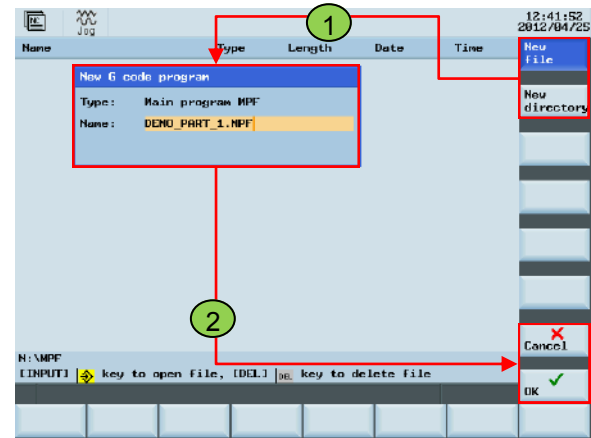 NC
Jog
1
12:41:52
2012/04/25
Name Type Length Date Time
New
file
New G code program
Type: Main program MPF
Name: DEMO_PART_1.MPF
New
directory
2
Cancel
N:\MPF
[INPUT] key to open file, [DEL] DEL key to delete file
OK